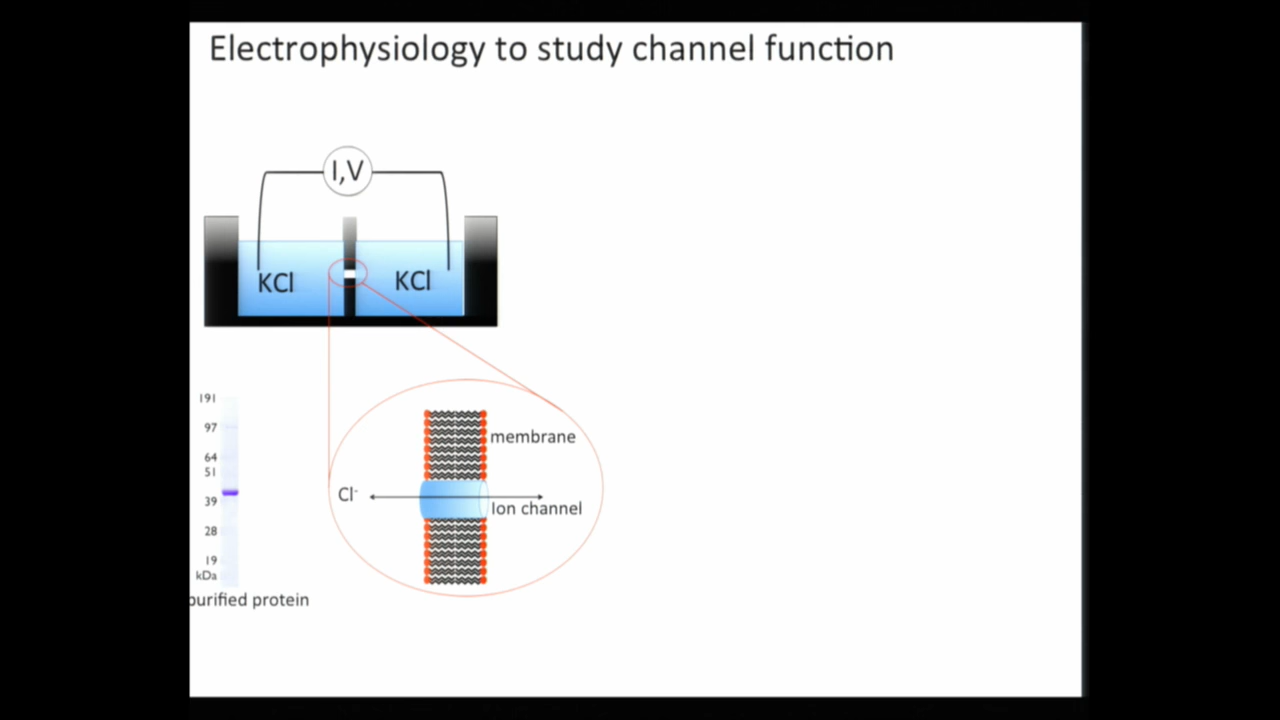 Electrophysiology to study channel function
I,V
KCl
KCl
191
97
64
51
39
28
19
kDa
purified protein
membrane
Cl-
Ion channel